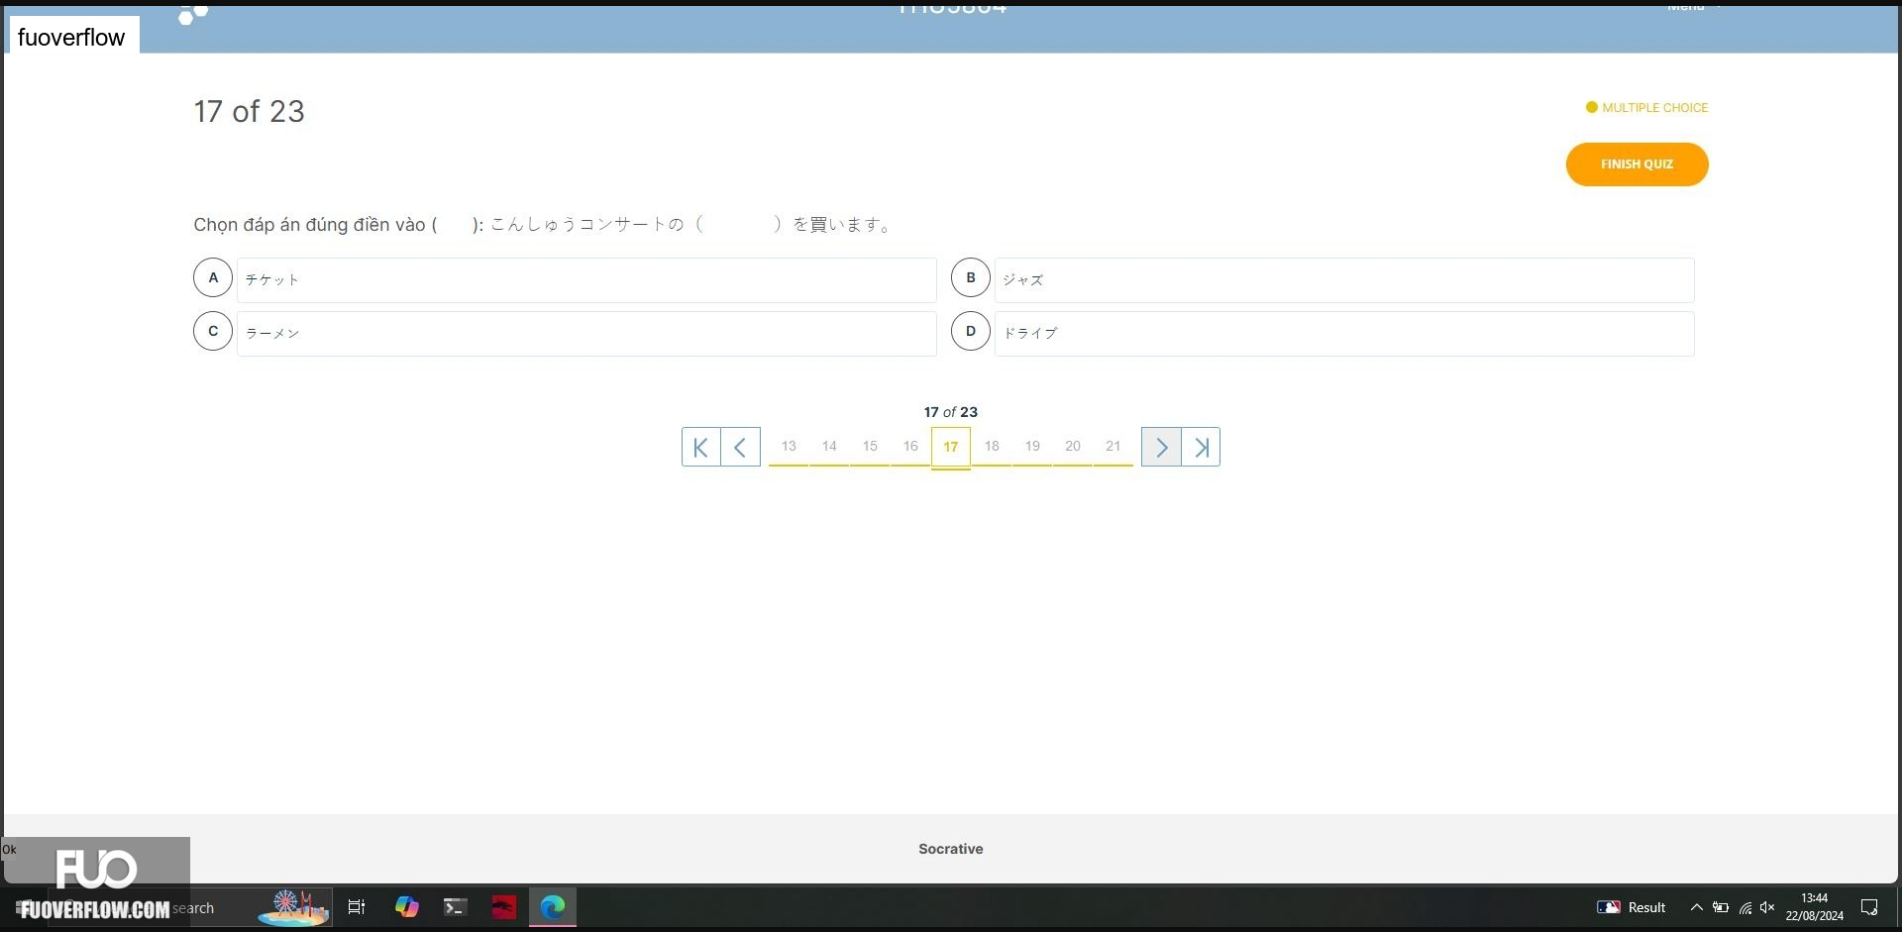 Menu
fuoverflow
17 of 23
MULTIPLE CHOICE
FINISH QUIZ
Chọn đáp án đúng điền vào ( ): こんしゅうコンサートの（ ）を買います。
A チケット
B ジャズ
C ラーメン
D ドライブ
17 of 23
13 14 15 16 17 18 19 20 21
Socrative
Ok
FUO
FUOVERFLOW.COM
search
Result
13:44
22/08/2024